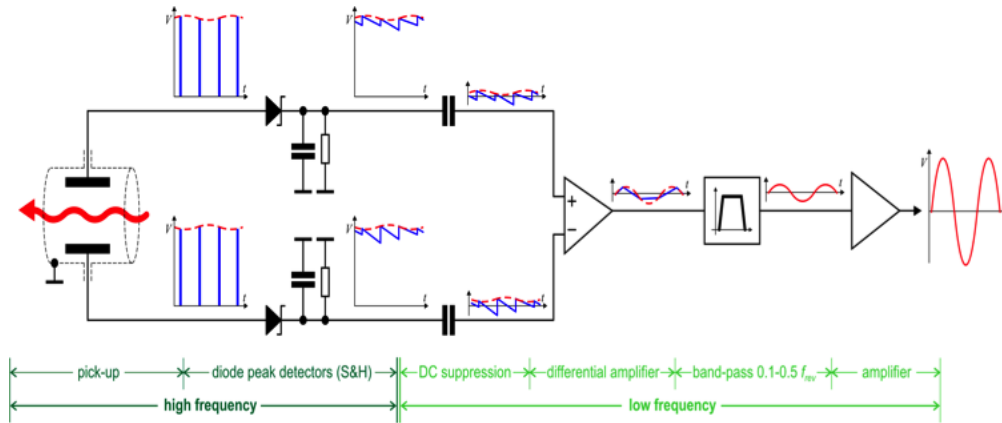 V
t
V
t
t
V
t
V
t
t
+
−
t
t
V
t
pick-up
diode peak detectors (S&H)
DC suppression
differential amplifier
band-pass 0.1-0.5 frev
amplifier
high frequency
low frequency